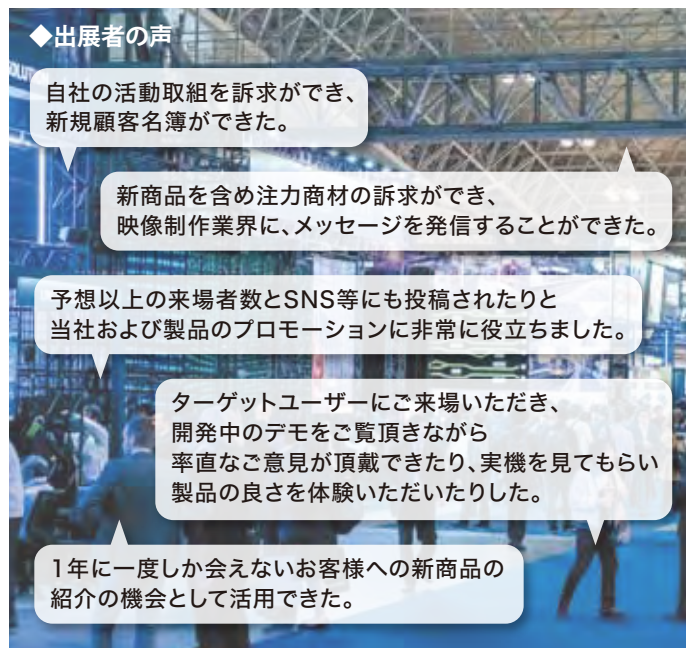 ◆出展者の声
自社の活動取組を訴求ができ、
新規顧客名簿ができた。
新商品を含め注力商材の訴求ができ、
映像制作業界に、メッセージを発信することができた。
予想以上の来場者数とSNS等にも投稿されたりと
当社および製品のプロモーションに非常に役立ちました。
ターゲットユーザーにご来場いただき、
開発中のデモをご覧頂きながら
率直なご意見が頂戴できたり、実機を見てもらい
製品の良さを体験いただいたりした。
1年に一度しか会えないお客様への新商品の
紹介の機会として活用できた。